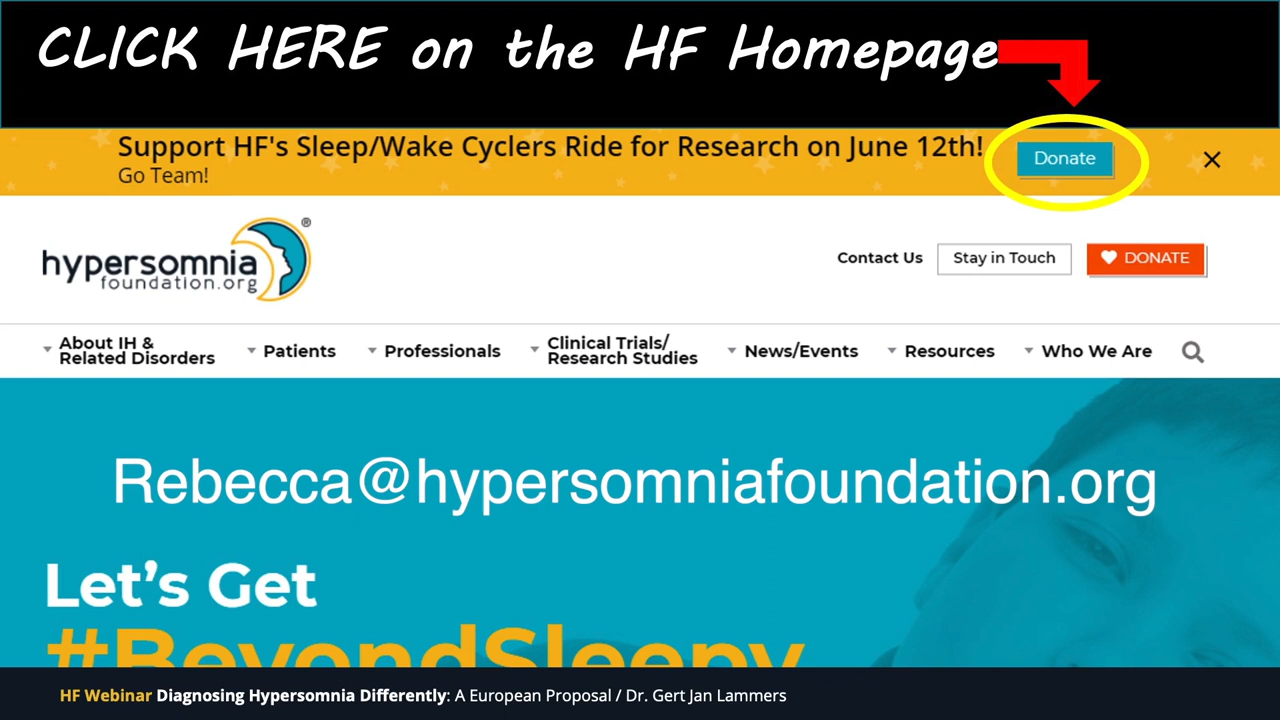 CLICK HERE on the HF Homepage
Support HF's Sleep/Wake Cyclers Ride for Research on June 12th!
Go Team!
Donate
hypersomnia
foundation.org
®
Contact Us
Stay in Touch
DONATE
About IH &
Related Disorders
Patients
Professionals
Clinical Trials/
Research Studies
News/Events
Resources
Who We Are
Rebecca@hypersomniafoundation.org
Let's Get
#BeyondSleepy
HF Webinar Diagnosing Hypersomnia Differently: A European Proposal / Dr. Gert Jan Lammers